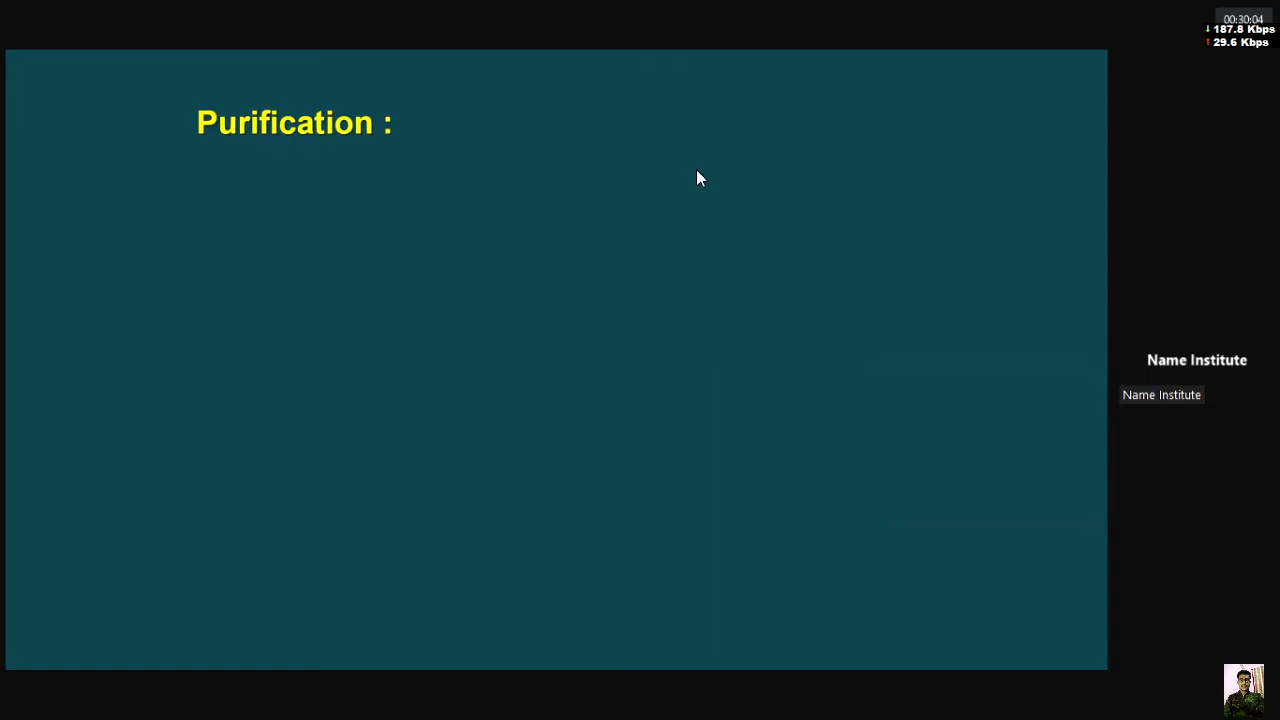 00:30:04
↓ 187.8 Kbps
↑ 29.6 Kbps
Purification :
Name Institute
Name Institute